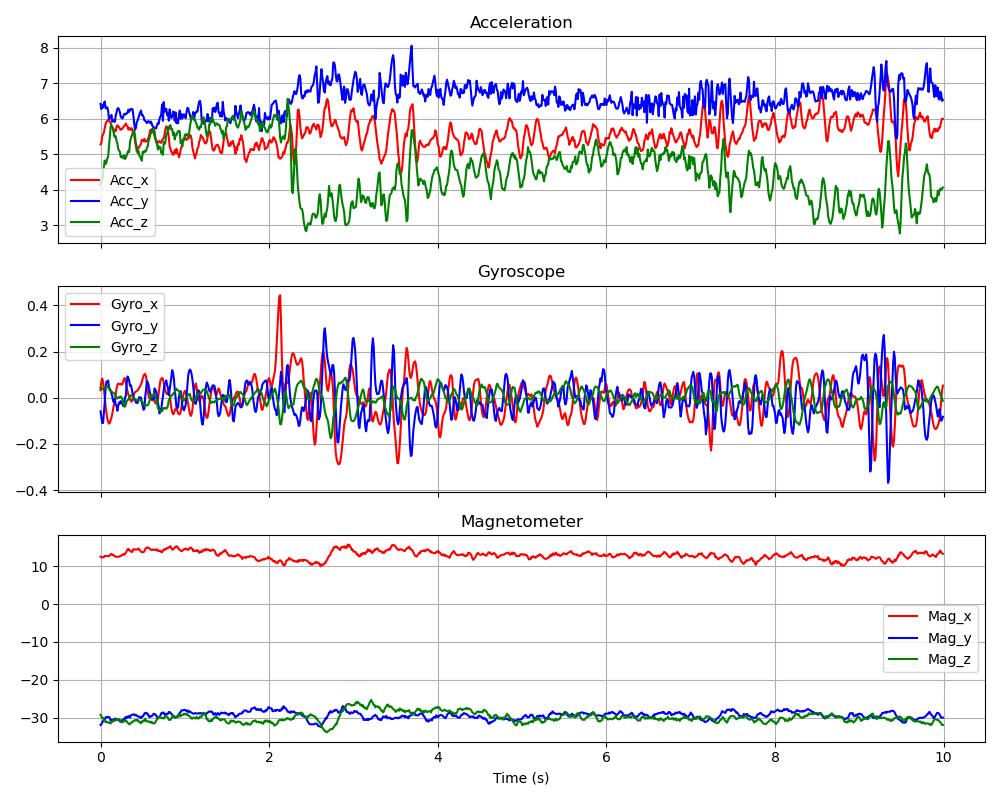 Acceleration
8
7
6
5
4
3
Acc_x
Acc_y
Acc_z
Gyroscope
0.4
0.2
0.0
−0.2
−0.4
Gyro_x
Gyro_y
Gyro_z
Magnetometer
10
0
−10
−20
−30
Mag_x
Mag_y
Mag_z
0 2 4 6 8 10
Time (s)